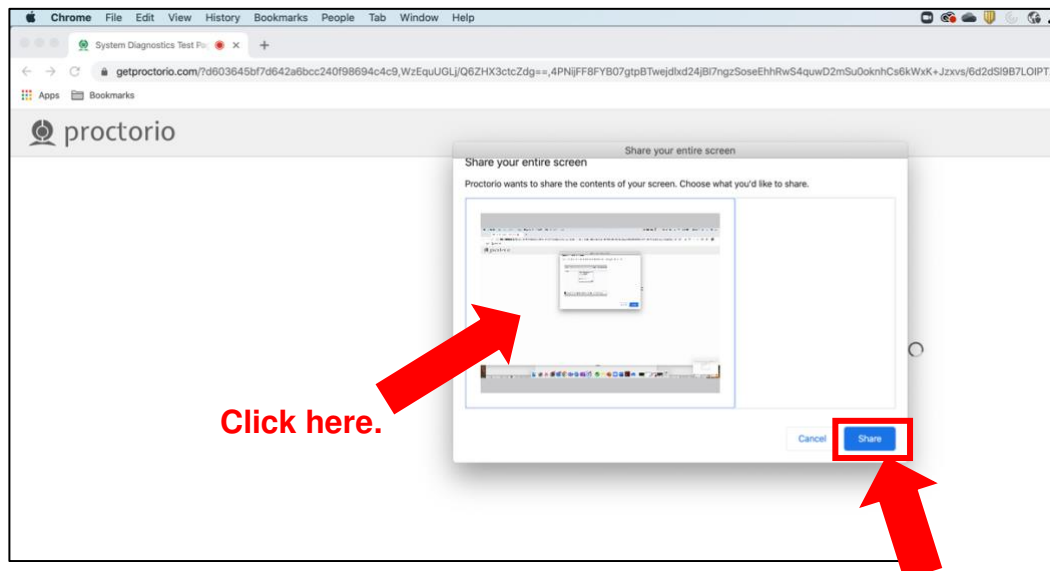 Chrome File Edit View History Bookmarks People Tab Window Help
System Diagnostics Test Pa
getproctorio.com/?d603645bf7d642a6bcc240f98694c4c9,WzEquUGLj/Q6ZHX3ctcZdg==,4PNijFF8FYB07gtpBTwejdlxd24jBl7ngzSoseEhhRwS4quwD2mSu0oknhCs6kWxK+Jzxvs/6d2dSI9B7LOIPT
Apps Bookmarks
proctorio
Share your entire screen
Share your entire screen
Proctorio wants to share the contents of your screen. Choose what you'd like to share.
Click here.
Cancel Share